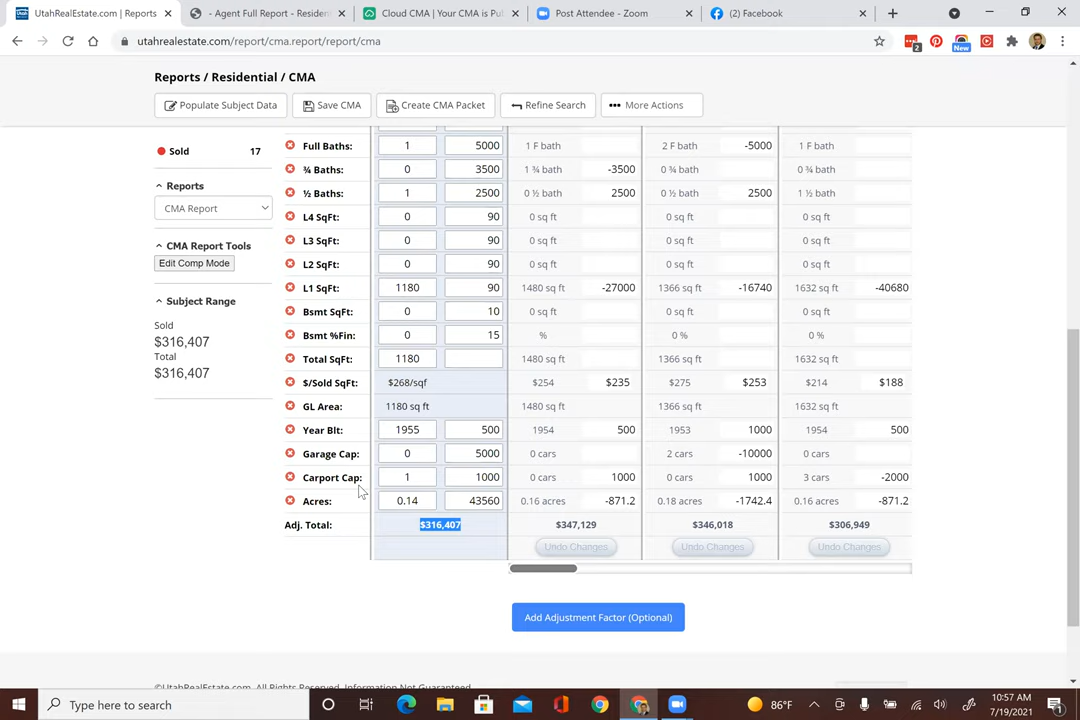 UtahRealEstate.com | Reports
- Agent Full Report - Residen
Cloud CMA | Your CMA is Pu
Post Attendee - Zoom
(2) Facebook
utahrealestate.com/report/cma.report/report/cma
2
New
Reports / Residential / CMA
Populate Subject Data
Save CMA
Create CMA Packet
Refine Search
More Actions
Sold 17
Reports
CMA Report
CMA Report Tools
Edit Comp Mode
Subject Range
Sold
$316,407
Total
$316,407
Full Baths: 1 5000 1 F bath 2 F bath -5000 1 F bath
¾ Baths: 0 3500 1 ¾ bath -3500 0 ¾ bath 0 ¾ bath
½ Baths: 1 2500 0 ½ bath 2500 0 ½ bath 2500 1 ½ bath
L4 SqFt: 0 90 0 sq ft 0 sq ft 0 sq ft
L3 SqFt: 0 90 0 sq ft 0 sq ft 0 sq ft
L2 SqFt: 0 90 0 sq ft 0 sq ft 0 sq ft
L1 SqFt: 1180 90 1480 sq ft -27000 1366 sq ft -16740 1632 sq ft -40680
Bsmt SqFt: 0 10 0 sq ft 0 sq ft 0 sq ft
Bsmt %Fin: 0 15 % 0 % 0 %
Total SqFt: 1180 1480 sq ft 1366 sq ft 1632 sq ft
$/Sold SqFt: $268/sqf $254 $235 $275 $253 $214 $188
GL Area: 1180 sq ft 1480 sq ft 1366 sq ft 1632 sq ft
Year Blt: 1955 500 1954 500 1953 1000 1954 500
Garage Cap: 0 5000 0 cars 2 cars -10000 0 cars
Carport Cap: 1 1000 0 cars 1000 0 cars 1000 3 cars -2000
Acres: 0.14 43560 0.16 acres -871.2 0.18 acres -1742.4 0.16 acres -871.2
Adj. Total: $316,407 $347,129 $346,018 $306,949
Undo Changes Undo Changes Undo Changes
Add Adjustment Factor (Optional)
©UtahRealEstate.com. All Rights Reserved. Information Not Guaranteed.
Type here to search
86°F
10:57 AM
7/19/2021
1